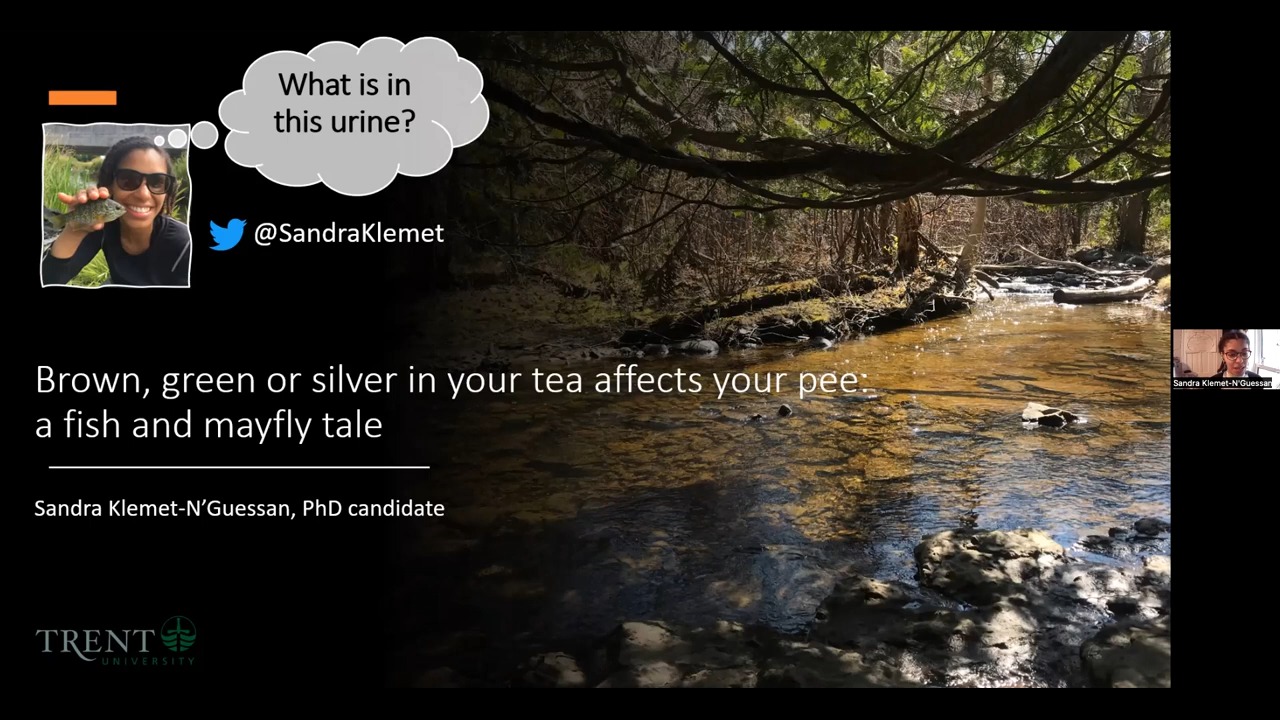 What is in
this urine?
@SandraKlemet
Brown, green or silver in your tea affects your pee:
a fish and mayfly tale
Sandra Klemet-N’Guessan, PhD candidate
TRENT
UNIVERSITY
Sandra Klemet-N'Guessan